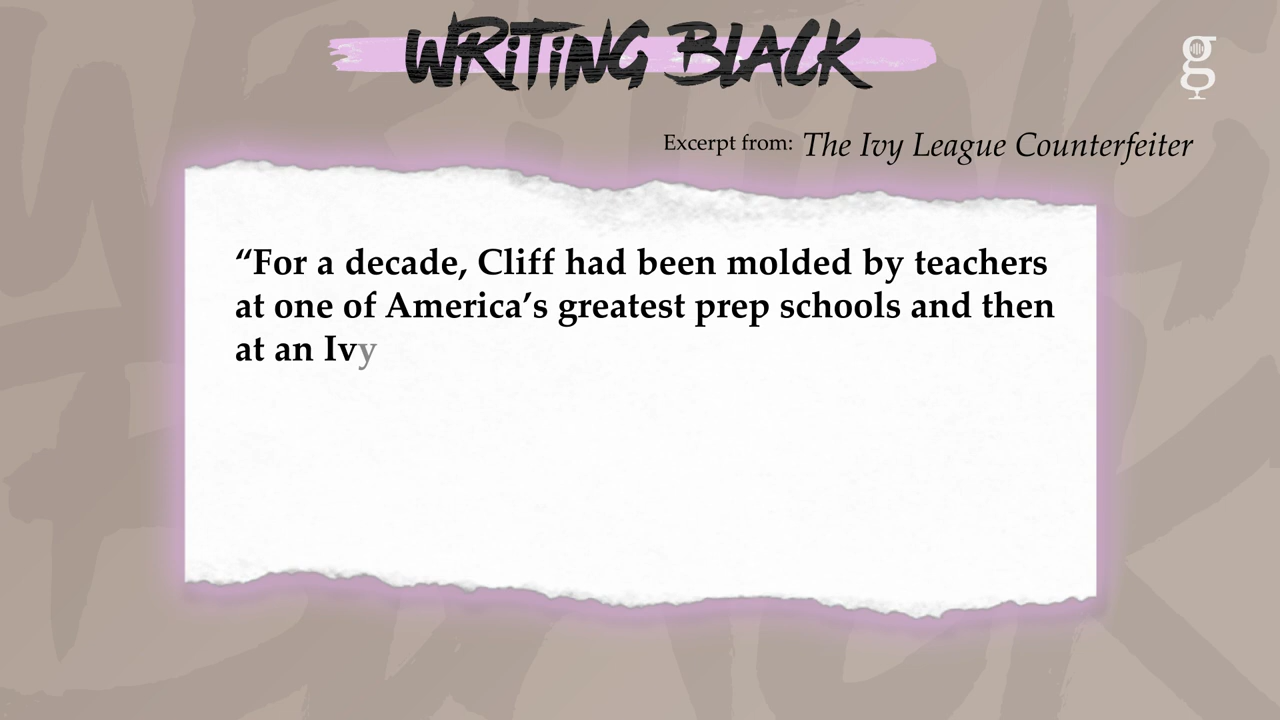 WRiTiNG BLACK
g
Excerpt from: The Ivy League Counterfeiter
“For a decade, Cliff had been molded by teachers
at one of America’s greatest prep schools and then
at an Ivy